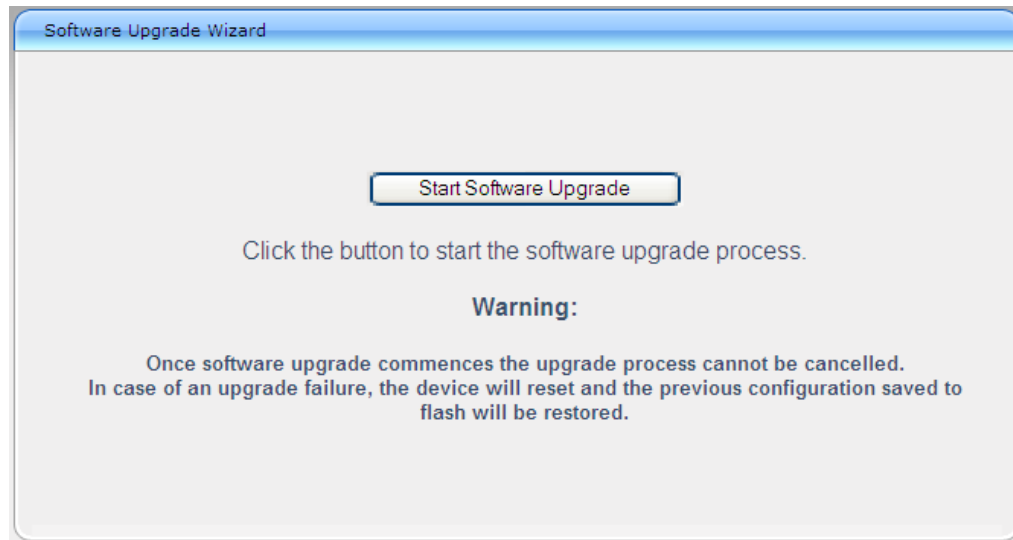 Software Upgrade Wizard
Start Software Upgrade
Click the button to start the software upgrade process.
Warning:
Once software upgrade commences the upgrade process cannot be cancelled.
In case of an upgrade failure, the device will reset and the previous configuration saved to
flash will be restored.